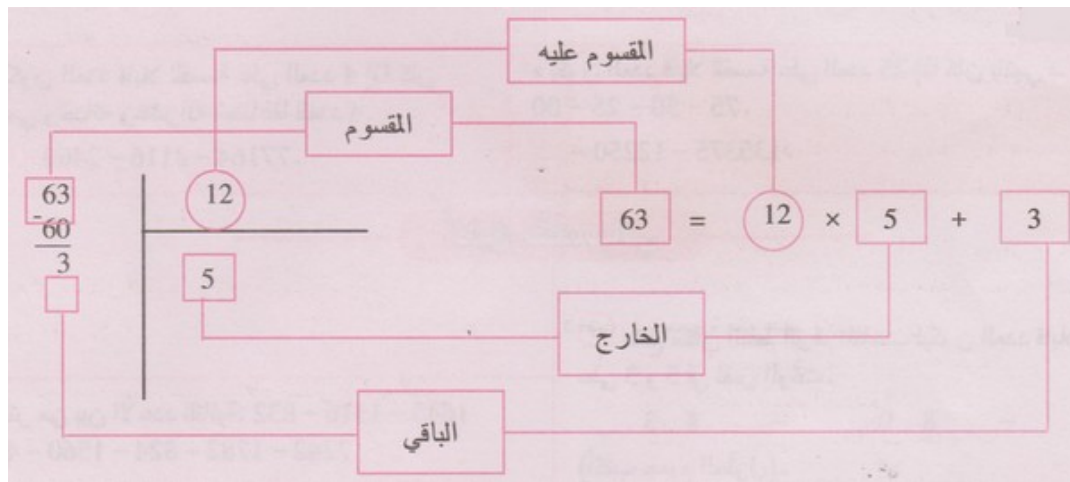 المقسوم عليه
المقسوم
63
12
- 60
3
5
63 = 12 × 5 + 3
الخارج
الباقي